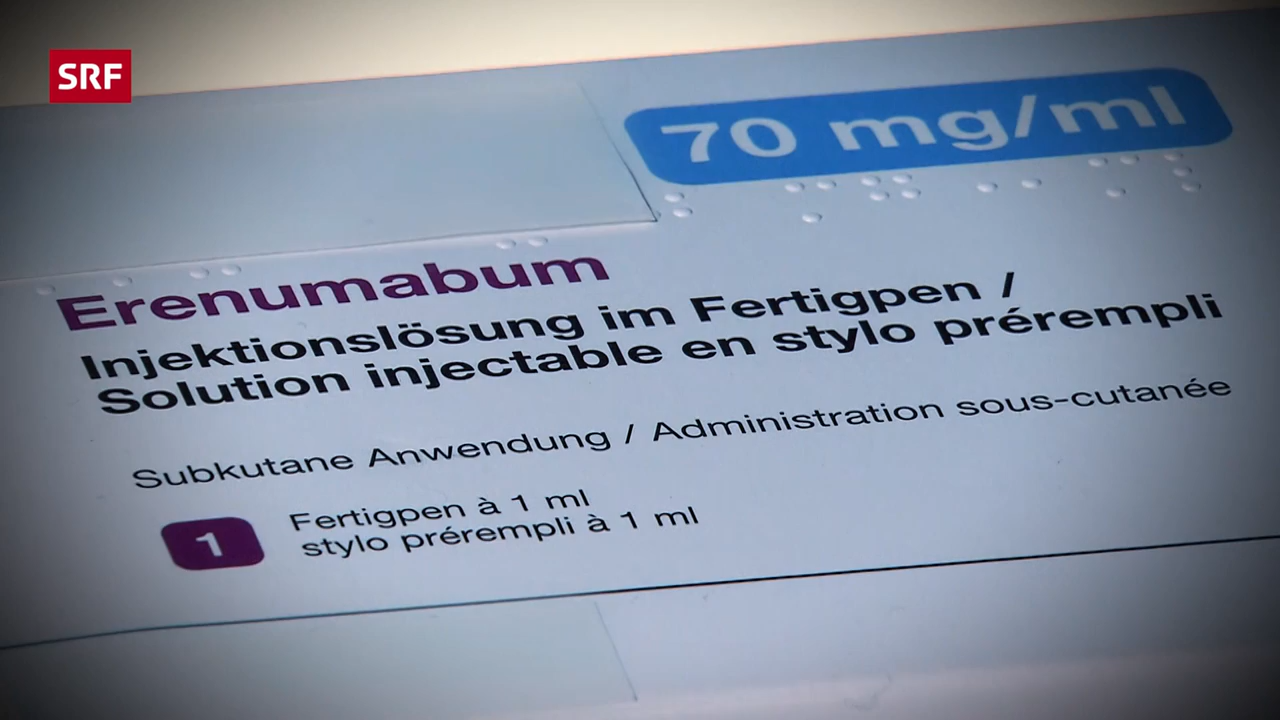 SRF
70 mg/ml
Erenumabum
Injektionslösung im Fertigpen /
Solution injectable en stylo prérempli
Subkutane Anwendung / Administration sous-cutanée
1
Fertigpen à 1 ml
stylo prérempli à 1 ml